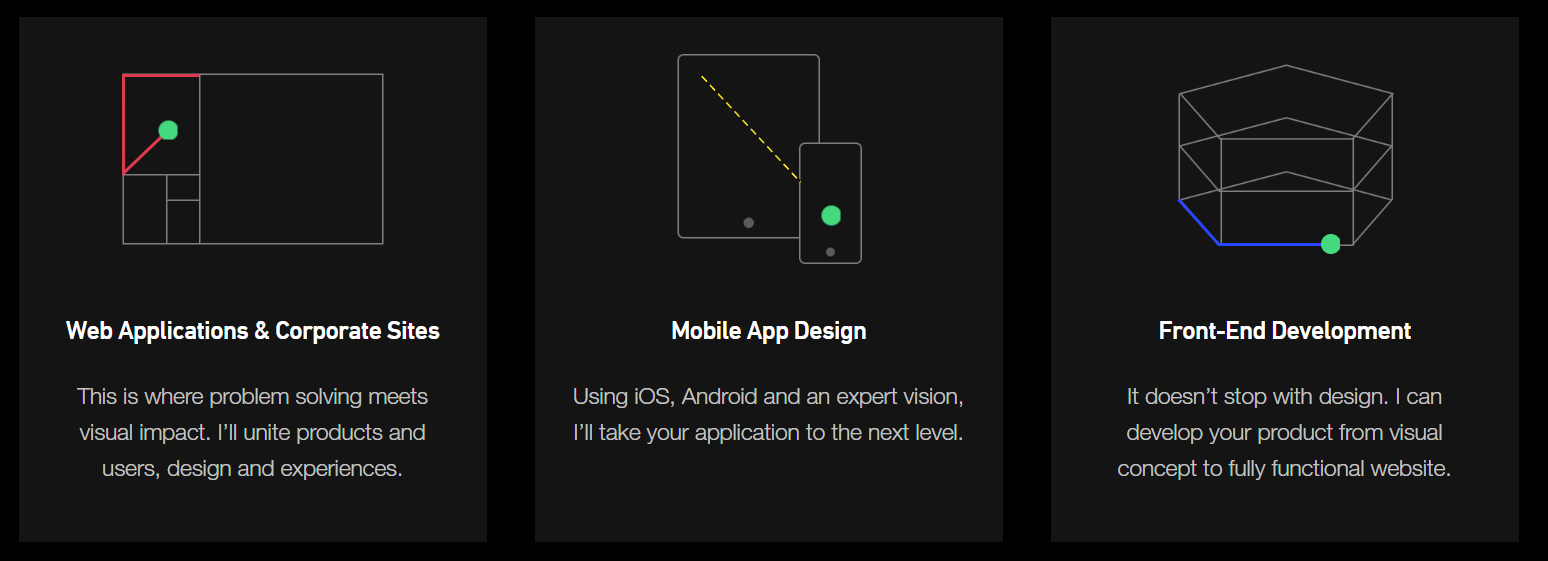 Web Applications & Corporate Sites
This is where problem solving meets
visual impact. I’ll unite products and
users, design and experiences.
Mobile App Design
Using iOS, Android and an expert vision,
I’ll take your application to the next level.
Front-End Development
It doesn’t stop with design. I can
develop your product from visual
concept to fully functional website.